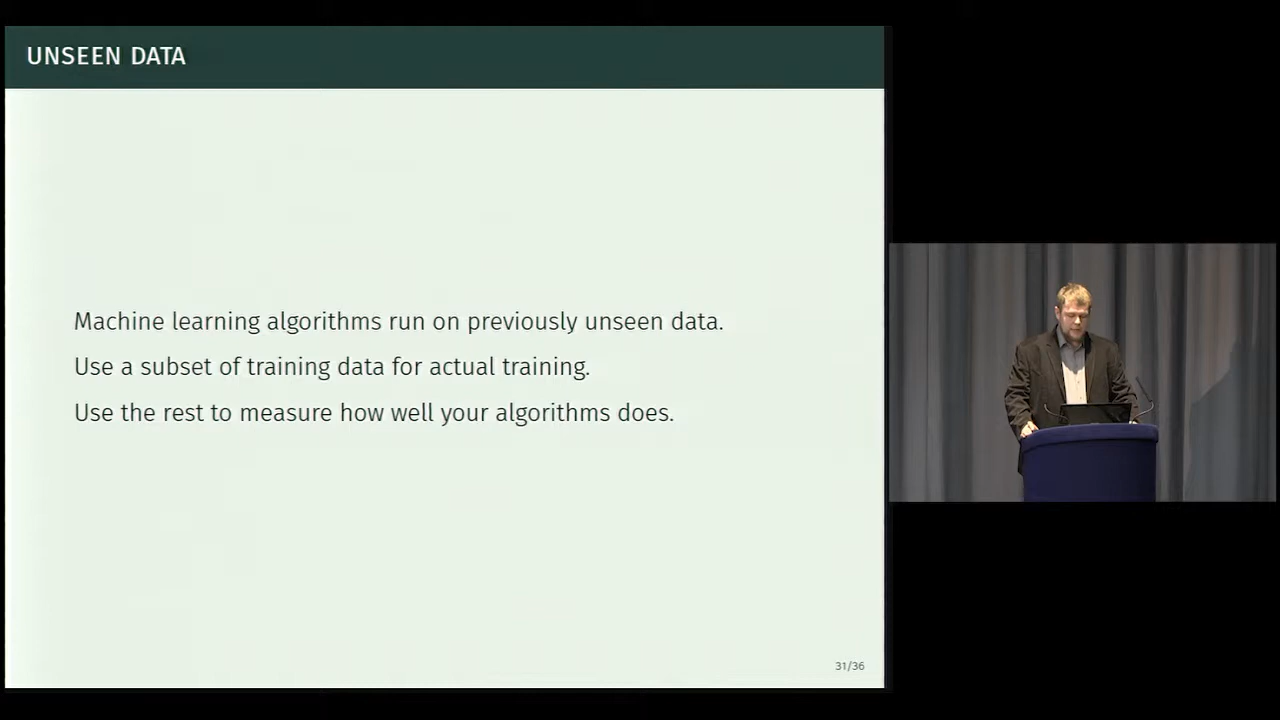 UNSEEN DATA
Machine learning algorithms run on previously unseen data.
Use a subset of training data for actual training.
Use the rest to measure how well your algorithms does.
31/36